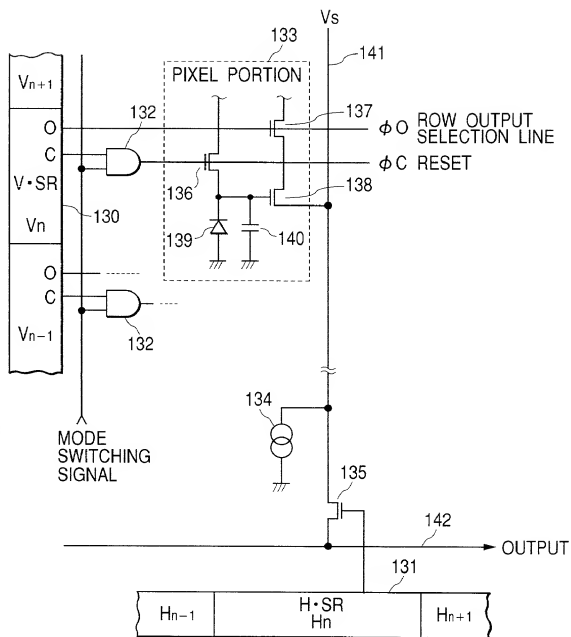 Vs
133
141
Vn+1
PIXEL PORTION
132
137
O
φO ROW OUTPUT
SELECTION LINE
C
φC RESET
V·SR
136
138
130
Vn
139
140
O
C
132
Vn-1
134
MODE
SWITCHING
SIGNAL
135
142
OUTPUT
131
Hn-1
H·SR
Hn
Hn+1